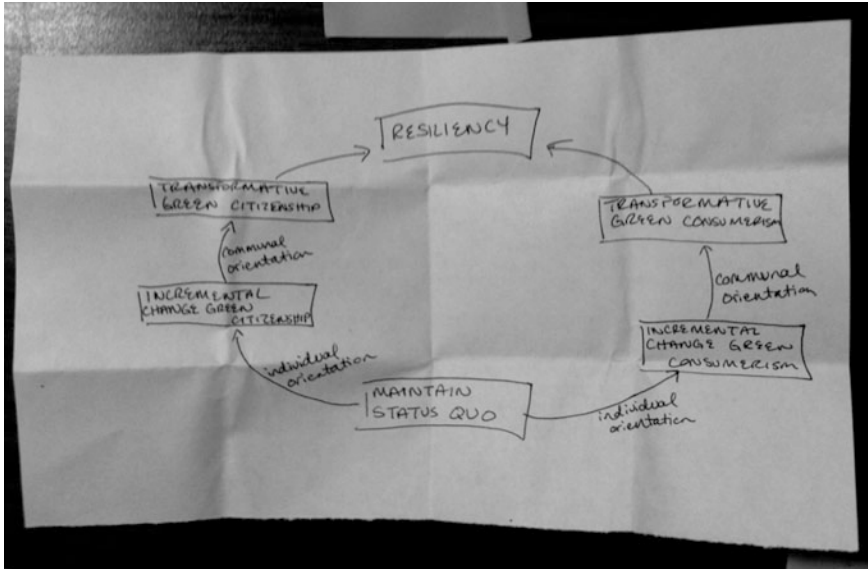 RESILIENCY
TRANSFORMATIVE
GREEN CITIZENSHIP
TRANSFORMATIVE
GREEN CONSUMERISM
communal
orientation
communal
orientation
INCREMENTAL
CHANGE GREEN
CITIZENSHIP
INCREMENTAL
CHANGE GREEN
CONSUMERISM
individual
orientation
MAINTAIN
STATUS QUO
individual
orientation